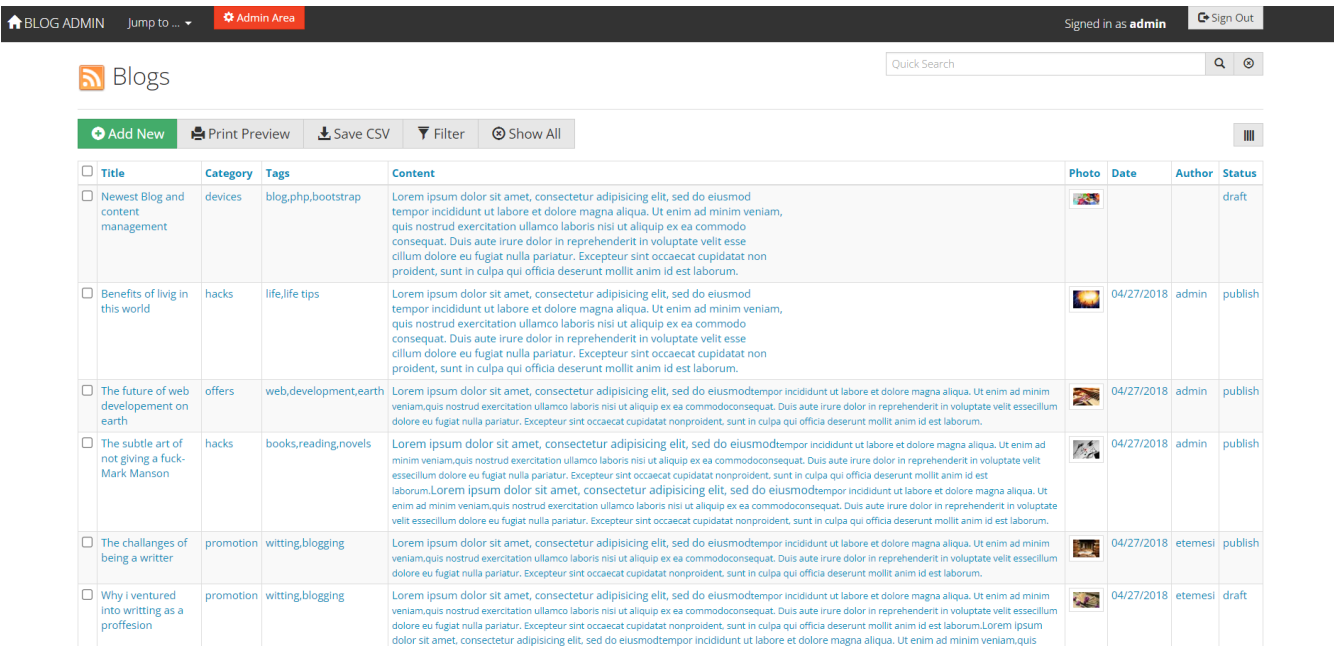 BLOG ADMIN Jump to ... Admin Area Signed in as admin Sign Out
Quick Search
Blogs
Add New Print Preview Save CSV Filter Show All
Title Category Tags Content Photo Date Author Status
Newest Blog and devices blog,php,bootstrap Lorem ipsum dolor sit amet, consectetur adipisicing elit, sed do eiusmod draft
content tempor incididunt ut labore et dolore magna aliqua. Ut enim ad minim veniam,
management quis nostrud exercitation ullamco laboris nisi ut aliquip ex ea commodo
consequat. Duis aute irure dolor in reprehenderit in voluptate velit esse
cillum dolore eu fugiat nulla pariatur. Excepteur sint occaecat cupidatat non
proident, sunt in culpa qui officia deserunt mollit anim id est laborum.
Benefits of livig in hacks life,life tips Lorem ipsum dolor sit amet, consectetur adipisicing elit, sed do eiusmod 04/27/2018 admin publish
this world tempor incididunt ut labore et dolore magna aliqua. Ut enim ad minim veniam,
quis nostrud exercitation ullamco laboris nisi ut aliquip ex ea commodo
consequat. Duis aute irure dolor in reprehenderit in voluptate velit esse
cillum dolore eu fugiat nulla pariatur. Excepteur sint occaecat cupidatat non
proident, sunt in culpa qui officia deserunt mollit anim id est laborum.
The future of web offers web,development,earth Lorem ipsum dolor sit amet, consectetur adipisicing elit, sed do eiusmodtempor incididunt ut labore et dolore magna aliqua. Ut enim ad minim 04/27/2018 admin publish
developement on veniam,quis nostrud exercitation ullamco laboris nisi ut aliquip ex ea commodoconsequat. Duis aute irure dolor in reprehenderit in voluptate velit essecillum
earth dolore eu fugiat nulla pariatur. Excepteur sint occaecat cupidatat nonproident, sunt in culpa qui officia deserunt mollit anim id est laborum.
The subtle art of hacks books,reading,novels Lorem ipsum dolor sit amet, consectetur adipisicing elit, sed do eiusmodtempor incididunt ut labore et dolore magna aliqua. Ut enim ad 04/27/2018 admin publish
not giving a fuck- minim veniam,quis nostrud exercitation ullamco laboris nisi ut aliquip ex ea commodoconsequat. Duis aute irure dolor in reprehenderit in voluptate velit
Mark Manson essecillum dolore eu fugiat nulla pariatur. Excepteur sint occaecat cupidatat nonproident, sunt in culpa qui officia deserunt mollit anim id est
laborum.Lorem ipsum dolor sit amet, consectetur adipisicing elit, sed do eiusmodtempor incididunt ut labore et dolore magna aliqua. Ut
enim ad minim veniam,quis nostrud exercitation ullamco laboris nisi ut aliquip ex ea commodoconsequat. Duis aute irure dolor in reprehenderit in voluptate
velit essecillum dolore eu fugiat nulla pariatur. Excepteur sint occaecat cupidatat nonproident, sunt in culpa qui officia deserunt mollit anim id est laborum.
The challanges of promotion witting,blogging Lorem ipsum dolor sit amet, consectetur adipisicing elit, sed do eiusmodtempor incididunt ut labore et dolore magna aliqua. Ut enim ad minim 04/27/2018 etemesi publish
being a writter veniam,quis nostrud exercitation ullamco laboris nisi ut aliquip ex ea commodoconsequat. Duis aute irure dolor in reprehenderit in voluptate velit essecillum
dolore eu fugiat nulla pariatur. Excepteur sint occaecat cupidatat nonproident, sunt in culpa qui officia deserunt mollit anim id est laborum.
Why i ventured promotion witting,blogging Lorem ipsum dolor sit amet, consectetur adipisicing elit, sed do eiusmodtempor incididunt ut labore et dolore magna aliqua. Ut enim ad minim 04/27/2018 etemesi draft
into writting as a veniam,quis nostrud exercitation ullamco laboris nisi ut aliquip ex ea commodoconsequat. Duis aute irure dolor in reprehenderit in voluptate velit essecillum
proffesion dolore eu fugiat nulla pariatur. Excepteur sint occaecat cupidatat nonproident, sunt in culpa qui officia deserunt mollit anim id est laborum.Lorem ipsum
dolor sit amet, consectetur adipisicing elit, sed do eiusmodtempor incididunt ut labore et dolore magna aliqua. Ut enim ad minim veniam,quis